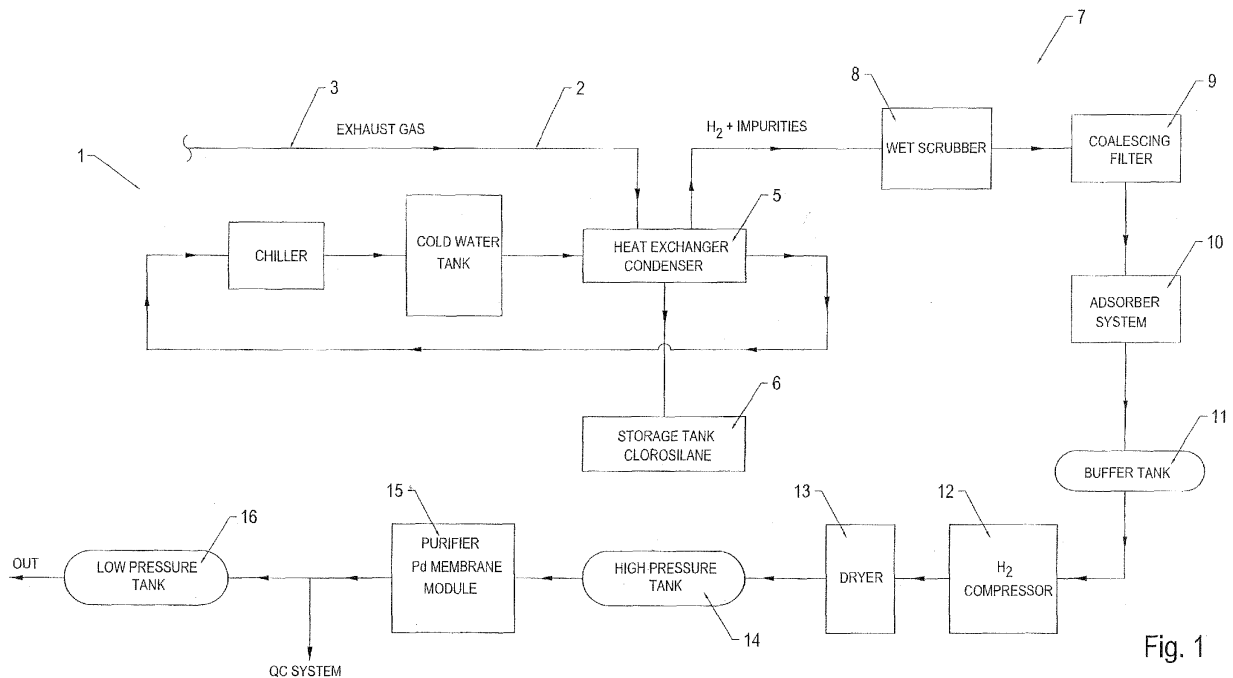 7
3
2
8
9
EXHAUST GAS
H2 + IMPURITIES
1
WET SCRUBBER
COALESCING
FILTER
5
CHILLER
COLD WATER
TANK
HEAT EXCHANGER
CONDENSER
10
ADSORBER
SYSTEM
6
STORAGE TANK
CLOROSILANE
11
BUFFER TANK
16
15
13
12
OUT
LOW PRESSURE
TANK
PURIFIER
Pd MEMBRANE
MODULE
HIGH PRESSURE
TANK
DRYER
H2
COMPRESSOR
14
QC SYSTEM
Fig. 1